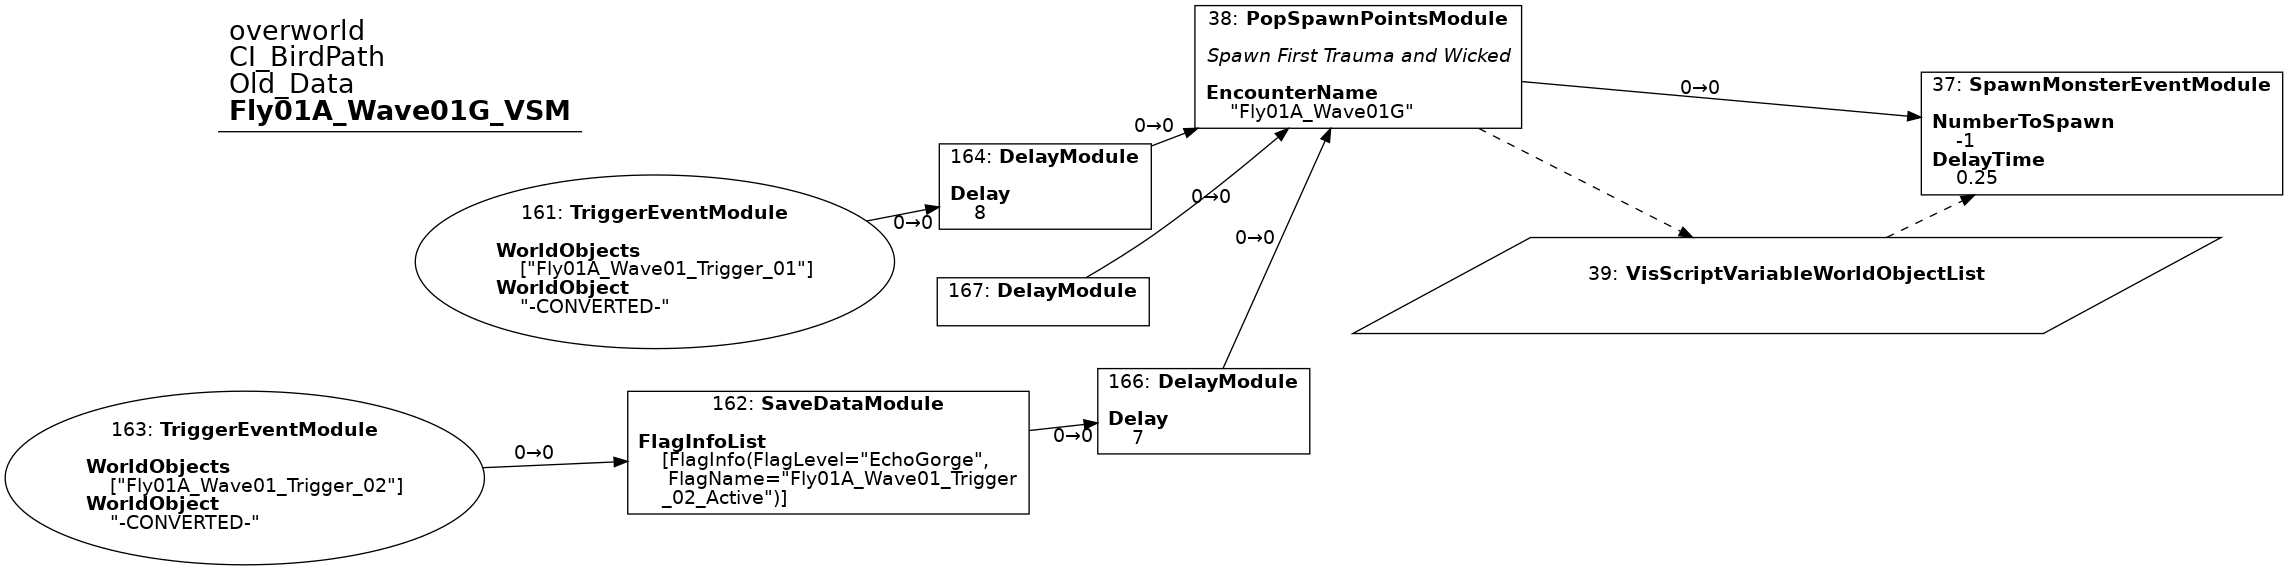 overworld
CI_BirdPath
Old_Data
Fly01A_Wave01G_VSM
38: PopSpawnPointsModule
Spawn First Trauma and Wicked
EncounterName
"Fly01A_Wave01G"
0→0
37: SpawnMonsterEventModule
NumberToSpawn
-1
DelayTime
0.25
0→0
164: DelayModule
Delay
8
161: TriggerEventModule
WorldObjects
["Fly01A_Wave01_Trigger_01"]
WorldObject
"-CONVERTED-"
0→0
0→0
0→0
167: DelayModule
39: VisScriptVariableWorldObjectList
166: DelayModule
Delay
7
163: TriggerEventModule
WorldObjects
["Fly01A_Wave01_Trigger_02"]
WorldObject
"-CONVERTED-"
0→0
162: SaveDataModule
FlagInfoList
[FlagInfo(FlagLevel="EchoGorge",
FlagName="Fly01A_Wave01_Trigger
_02_Active")]
0→0